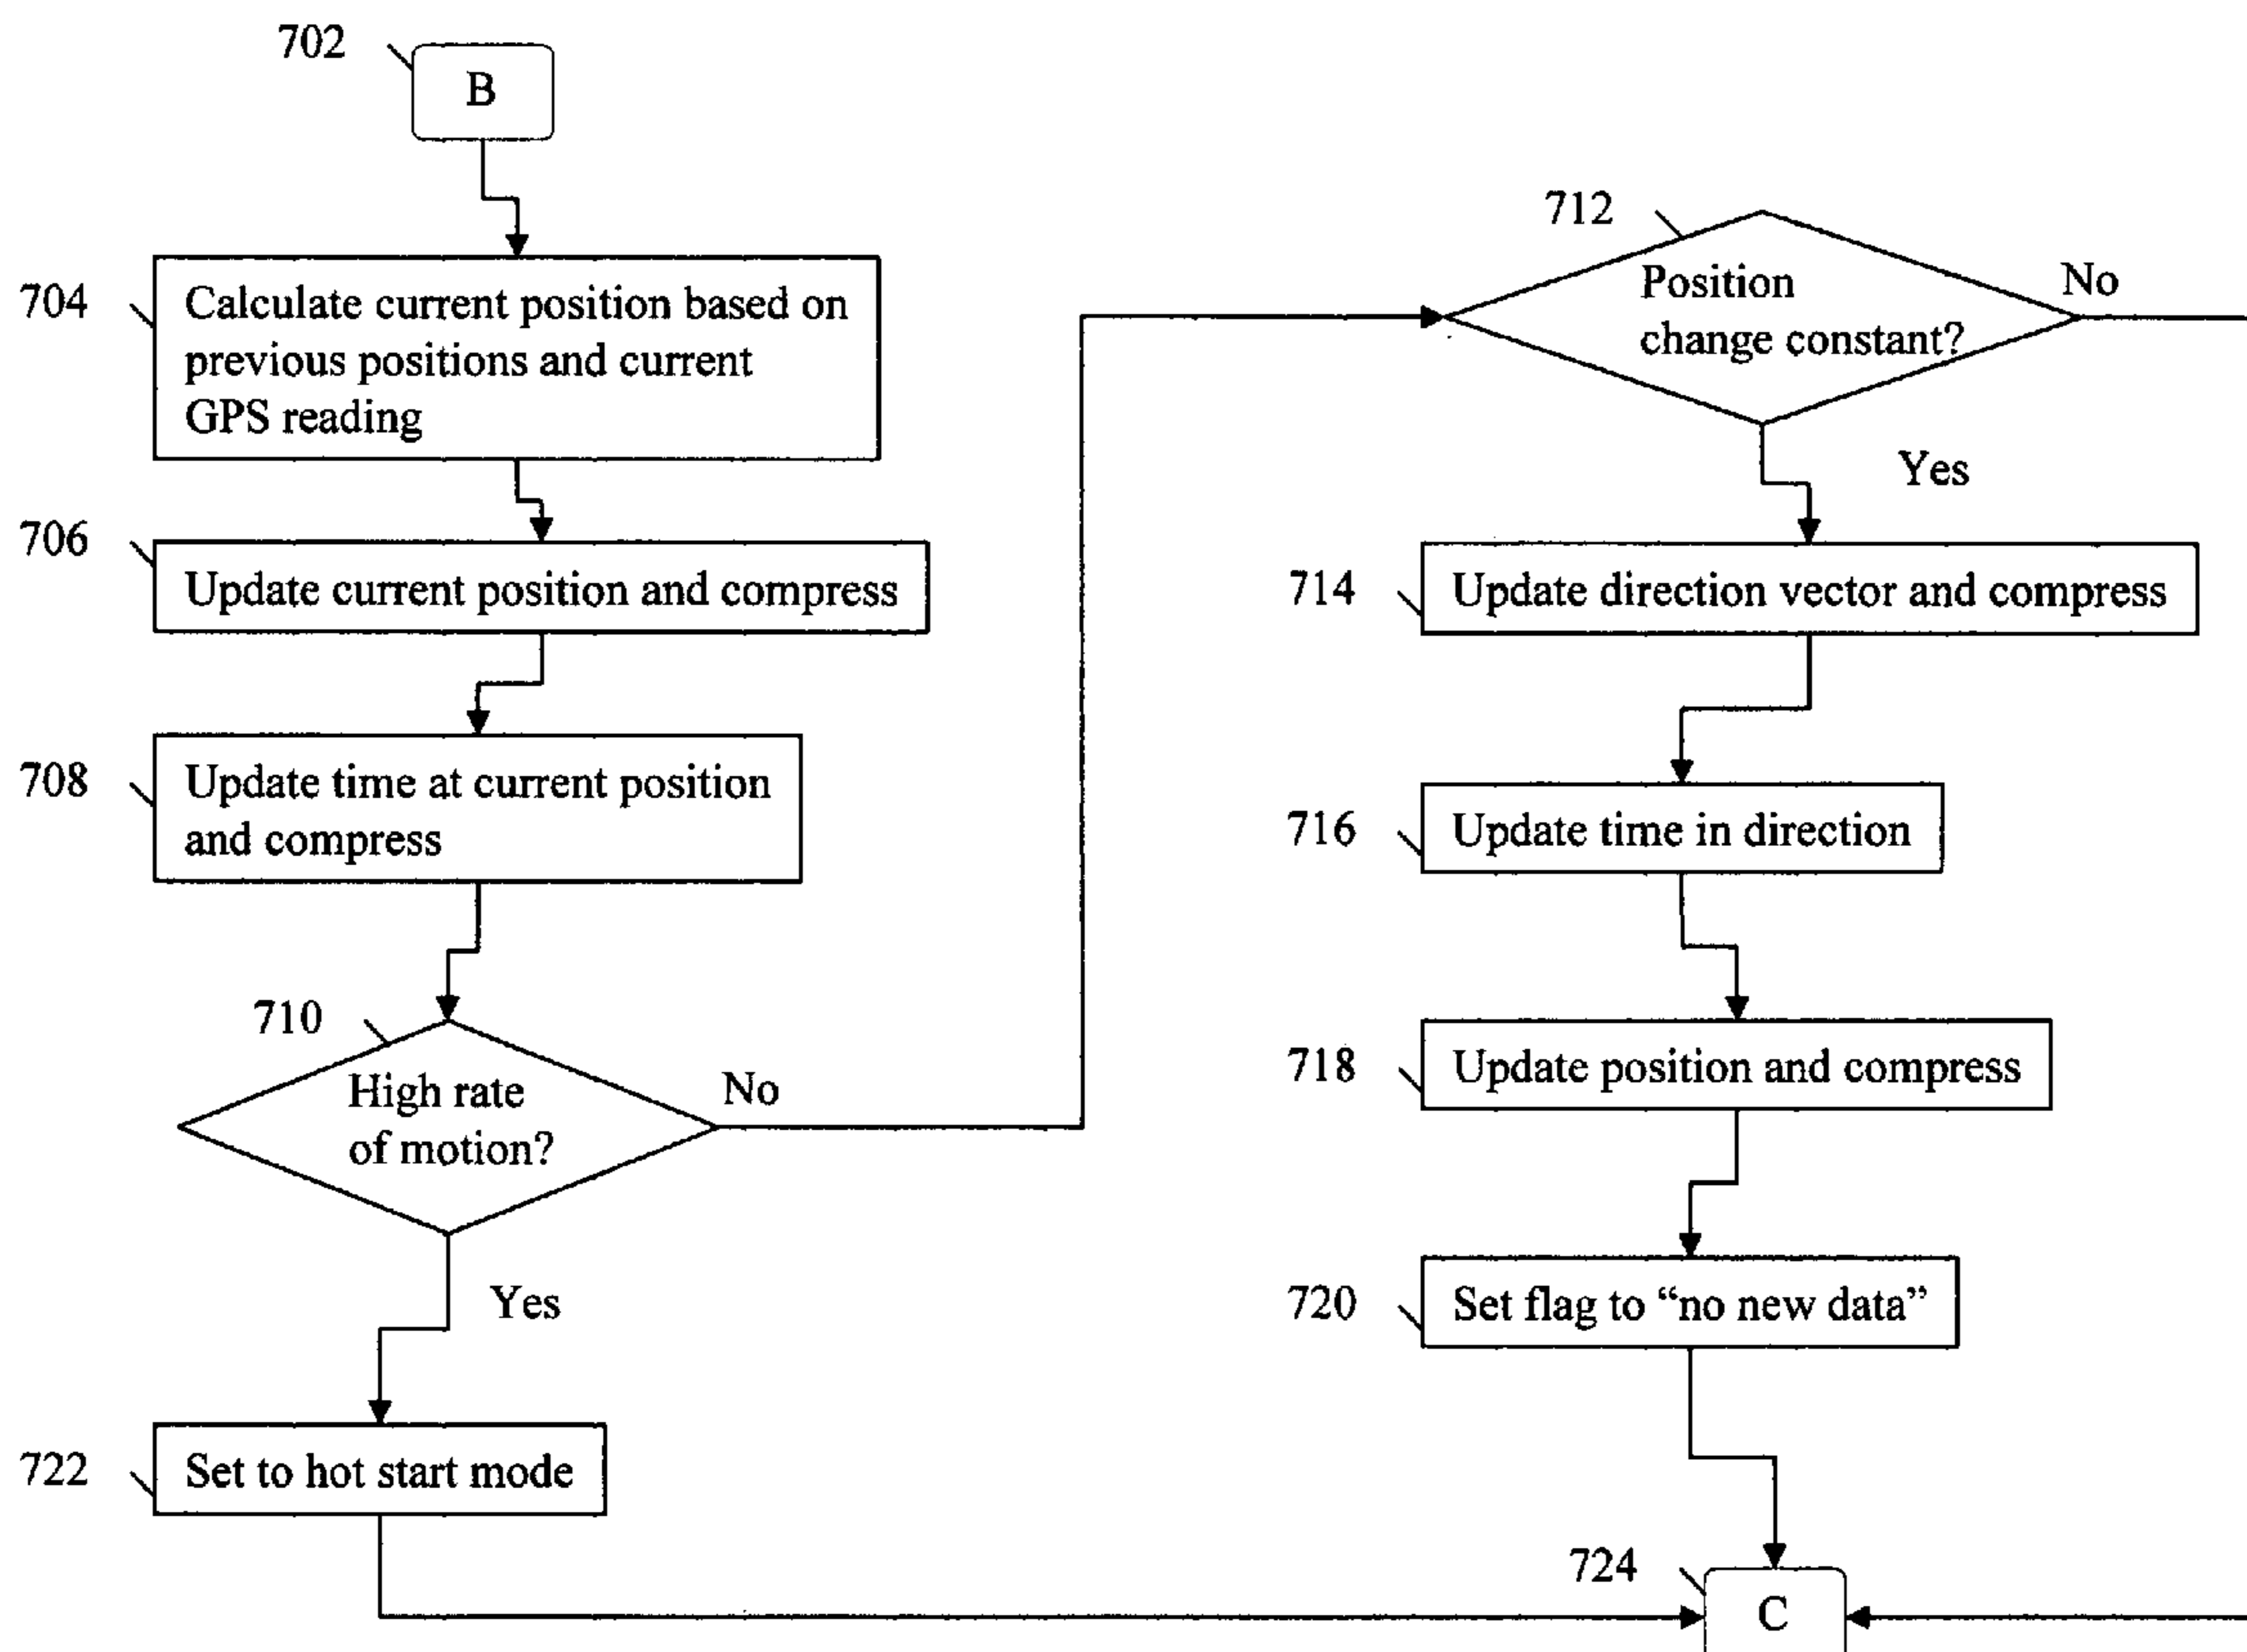 702
B
704
Calculate current position based on
previous positions and current
GPS reading
706
Update current position and compress
708
Update time at current position
and compress
710
High rate
of motion?
No
Yes
722
Set to hot start mode
712
Position
change constant?
No
Yes
714
Update direction vector and compress
716
Update time in direction
718
Update position and compress
720
Set flag to “no new data”
724
C